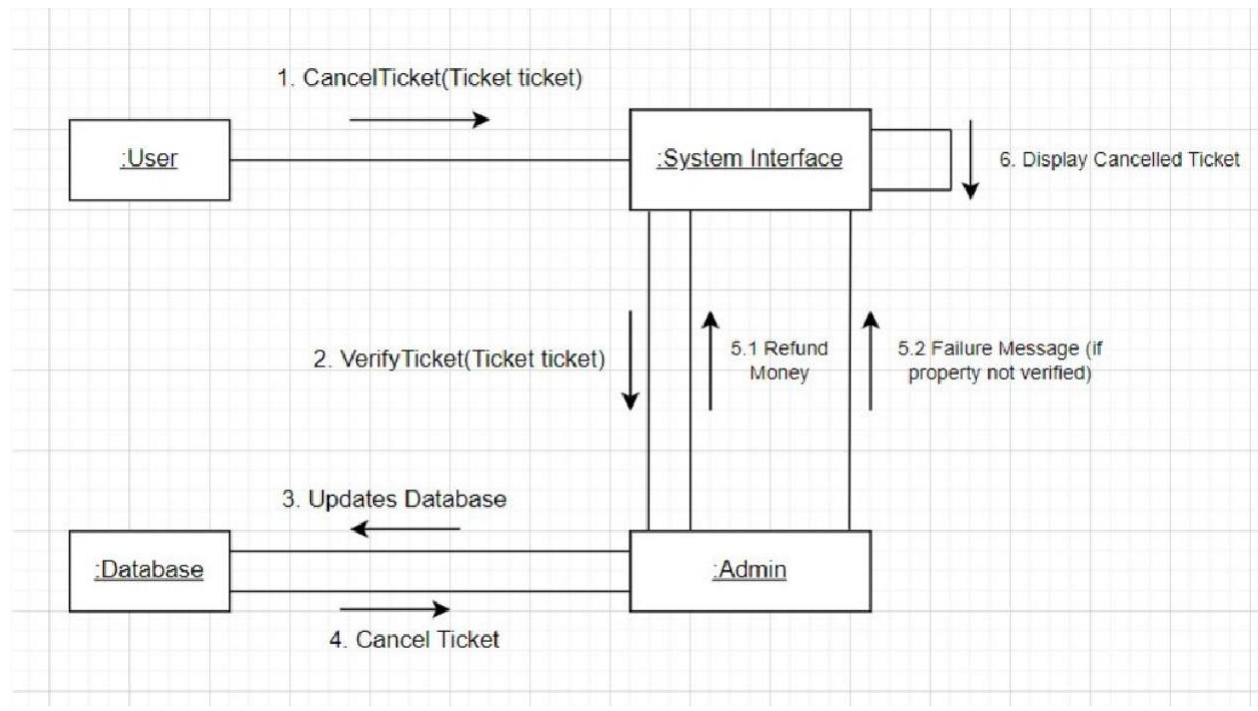 1. CancelTicket(Ticket ticket)
:User
:System Interface
6. Display Cancelled Ticket
2. VerifyTicket(Ticket ticket)
5.1 Refund
Money
5.2 Failure Message (if
property not verified)
3. Updates Database
:Database
:Admin
4. Cancel Ticket